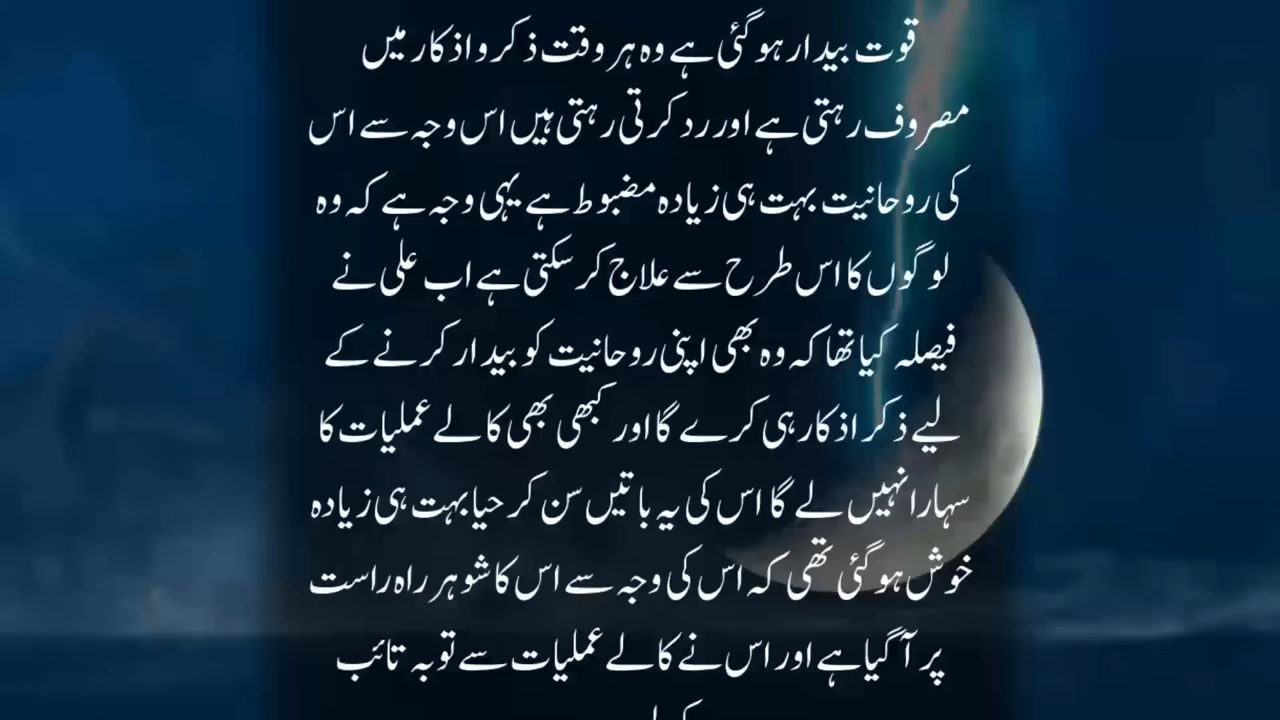 قوت بیدار ہو گئی ہے وہ ہر وقت ذکر و اذکار میں
مصروف رہتی ہے اور رد کرتی رہتی ہیں اس وجہ سے اس
کی روحانیت بہت ہی زیادہ مضبوط ہے یہی وجہ ہے کہ وہ
لوگوں کا اس طرح سے علاج کر سکتی ہے اب علی نے
فیصلہ کیا تھا کہ وہ بھی اپنی روحانیت کو بیدار کرنے کے
لیے ذکر اذکار ہی کرے گا اور کبھی بھی کالے عملیات کا
سہارا نہیں لے گا اس کی یہ باتیں سن کر حیا بہت ہی زیادہ
خوش ہو گئی تھی کہ اس کی وجہ سے اس کا شوہر راہ راست
پر آگیا ہے اور اس نے کالے عملیات سے توبہ تائب